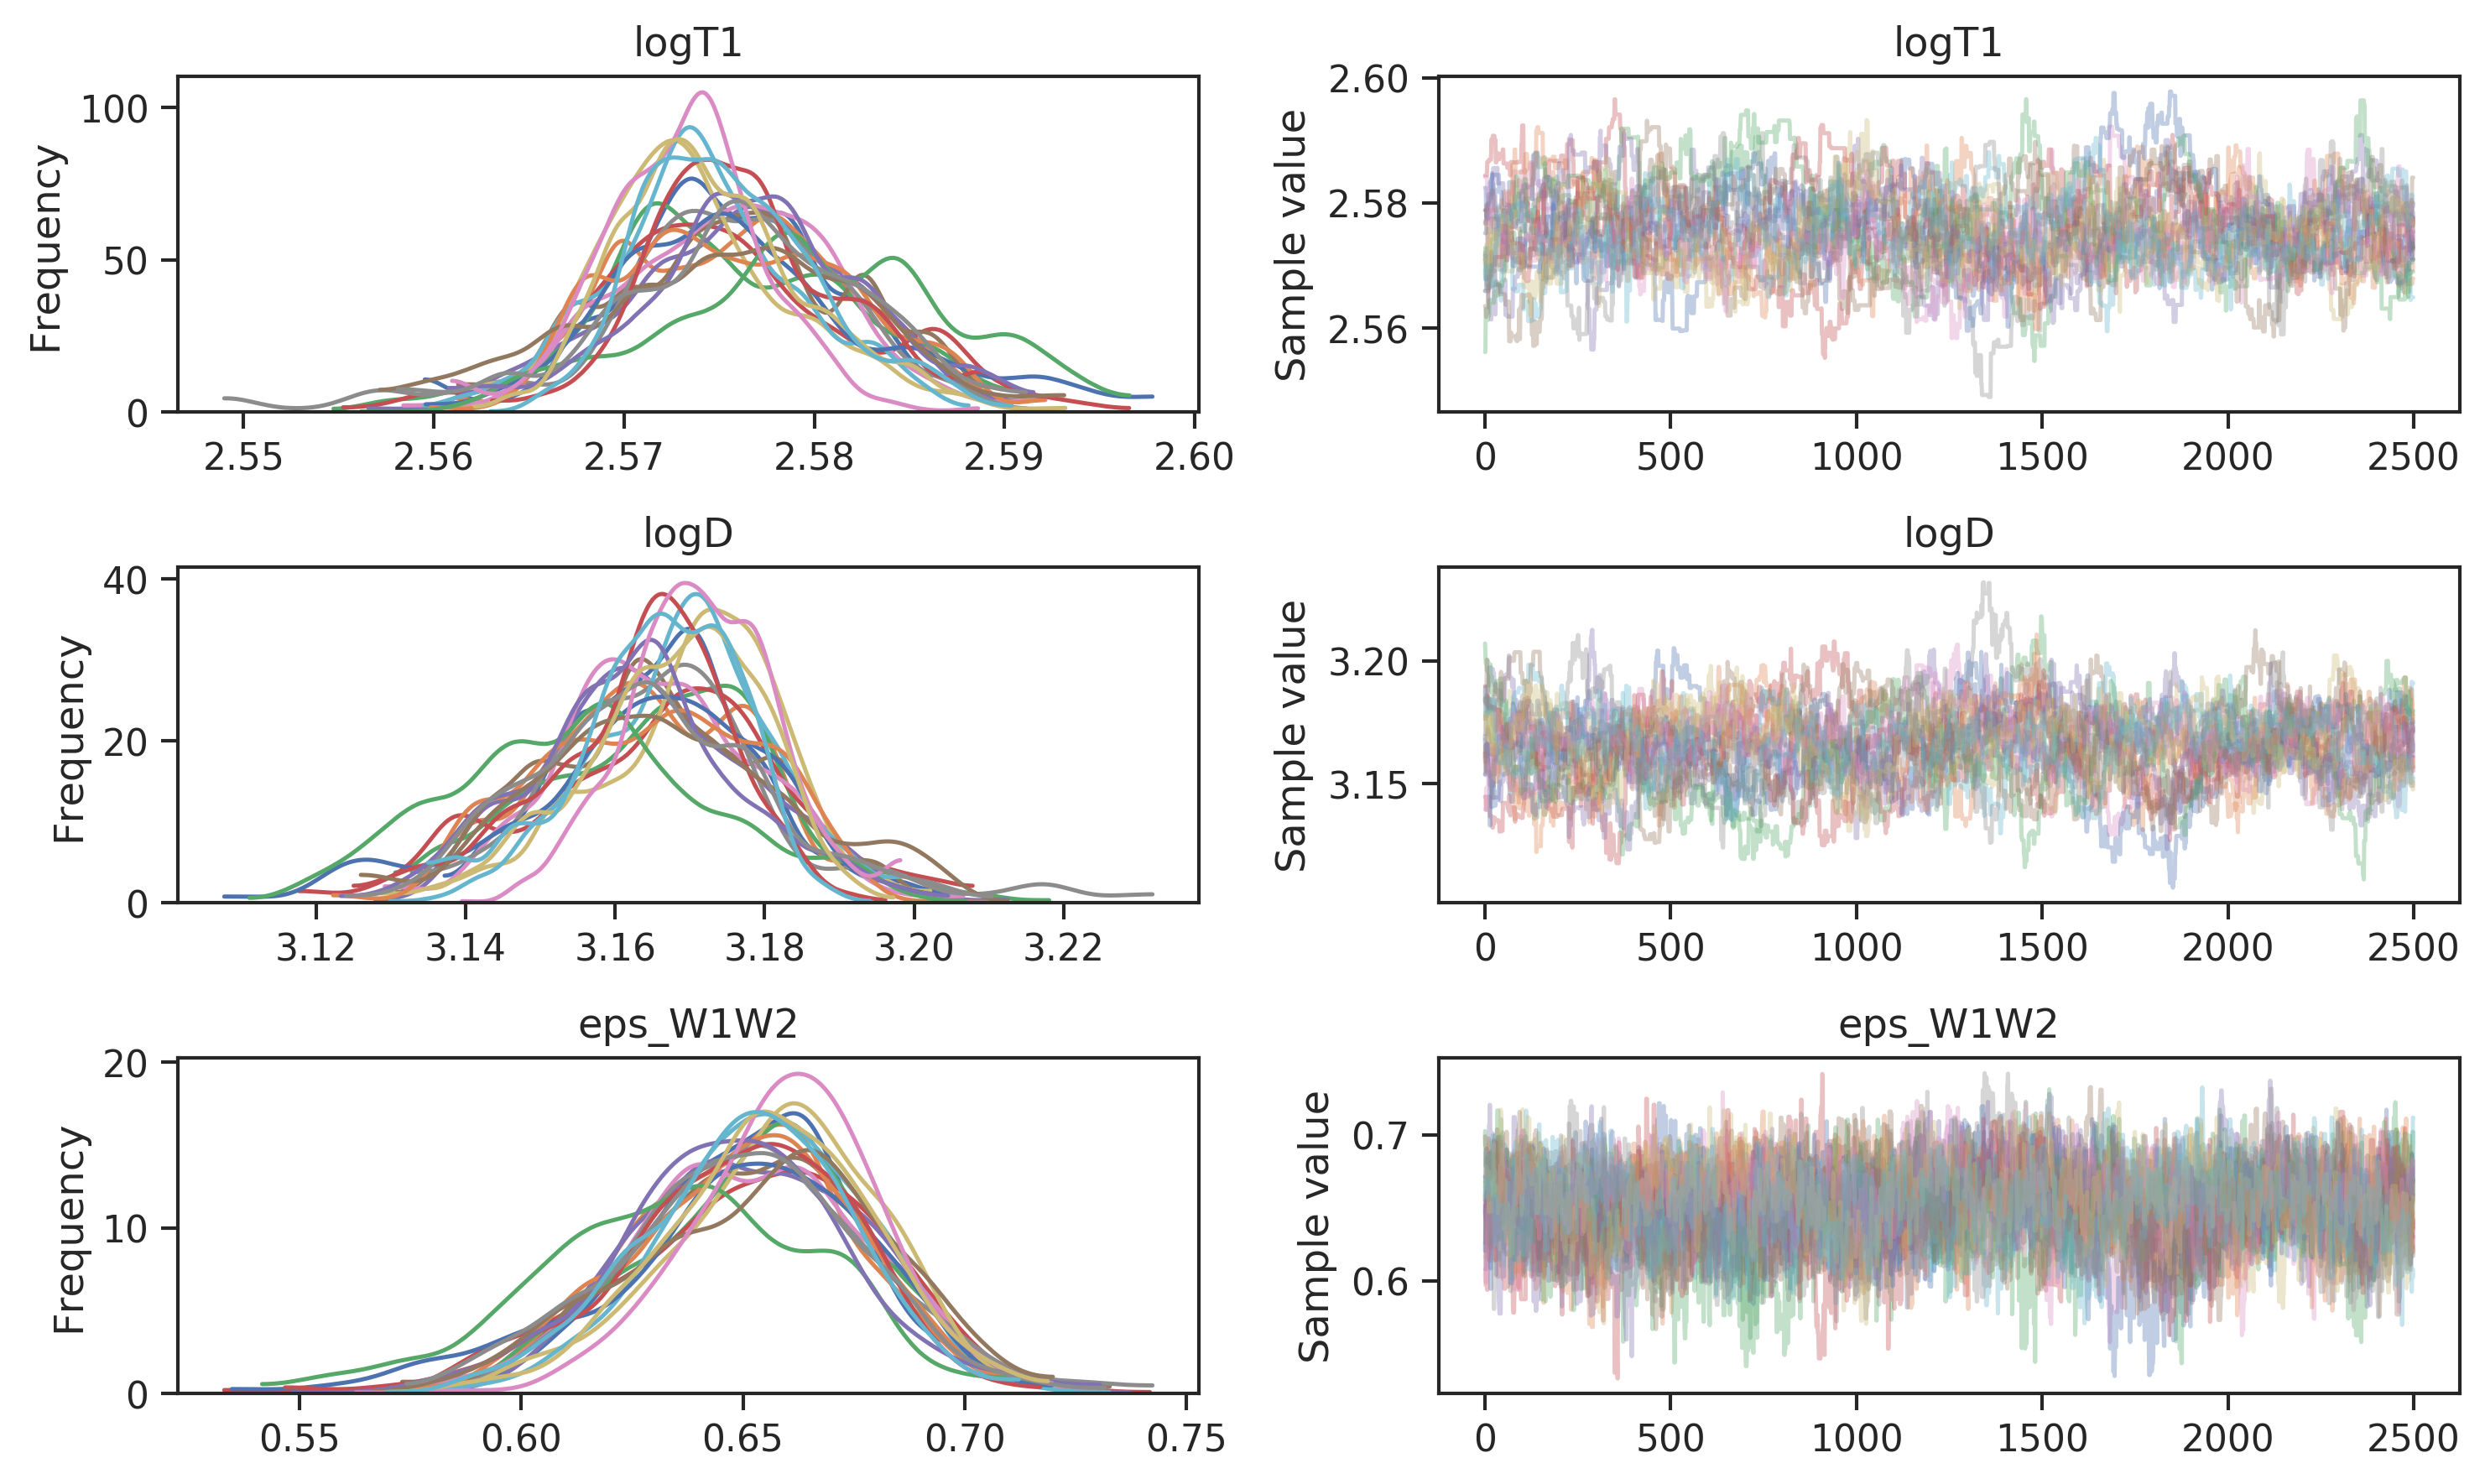 logT1
Frequency
100
50
0
2.55 2.56 2.57 2.58 2.59 2.60
logT1
Sample value
2.60
2.58
2.56
0 500 1000 1500 2000 2500
logD
Frequency
40
20
0
3.12 3.14 3.16 3.18 3.20 3.22
logD
Sample value
3.20
3.15
0 500 1000 1500 2000 2500
eps_W1W2
Frequency
20
10
0
0.55 0.60 0.65 0.70 0.75
eps_W1W2
Sample value
0.7
0.6
0 500 1000 1500 2000 2500